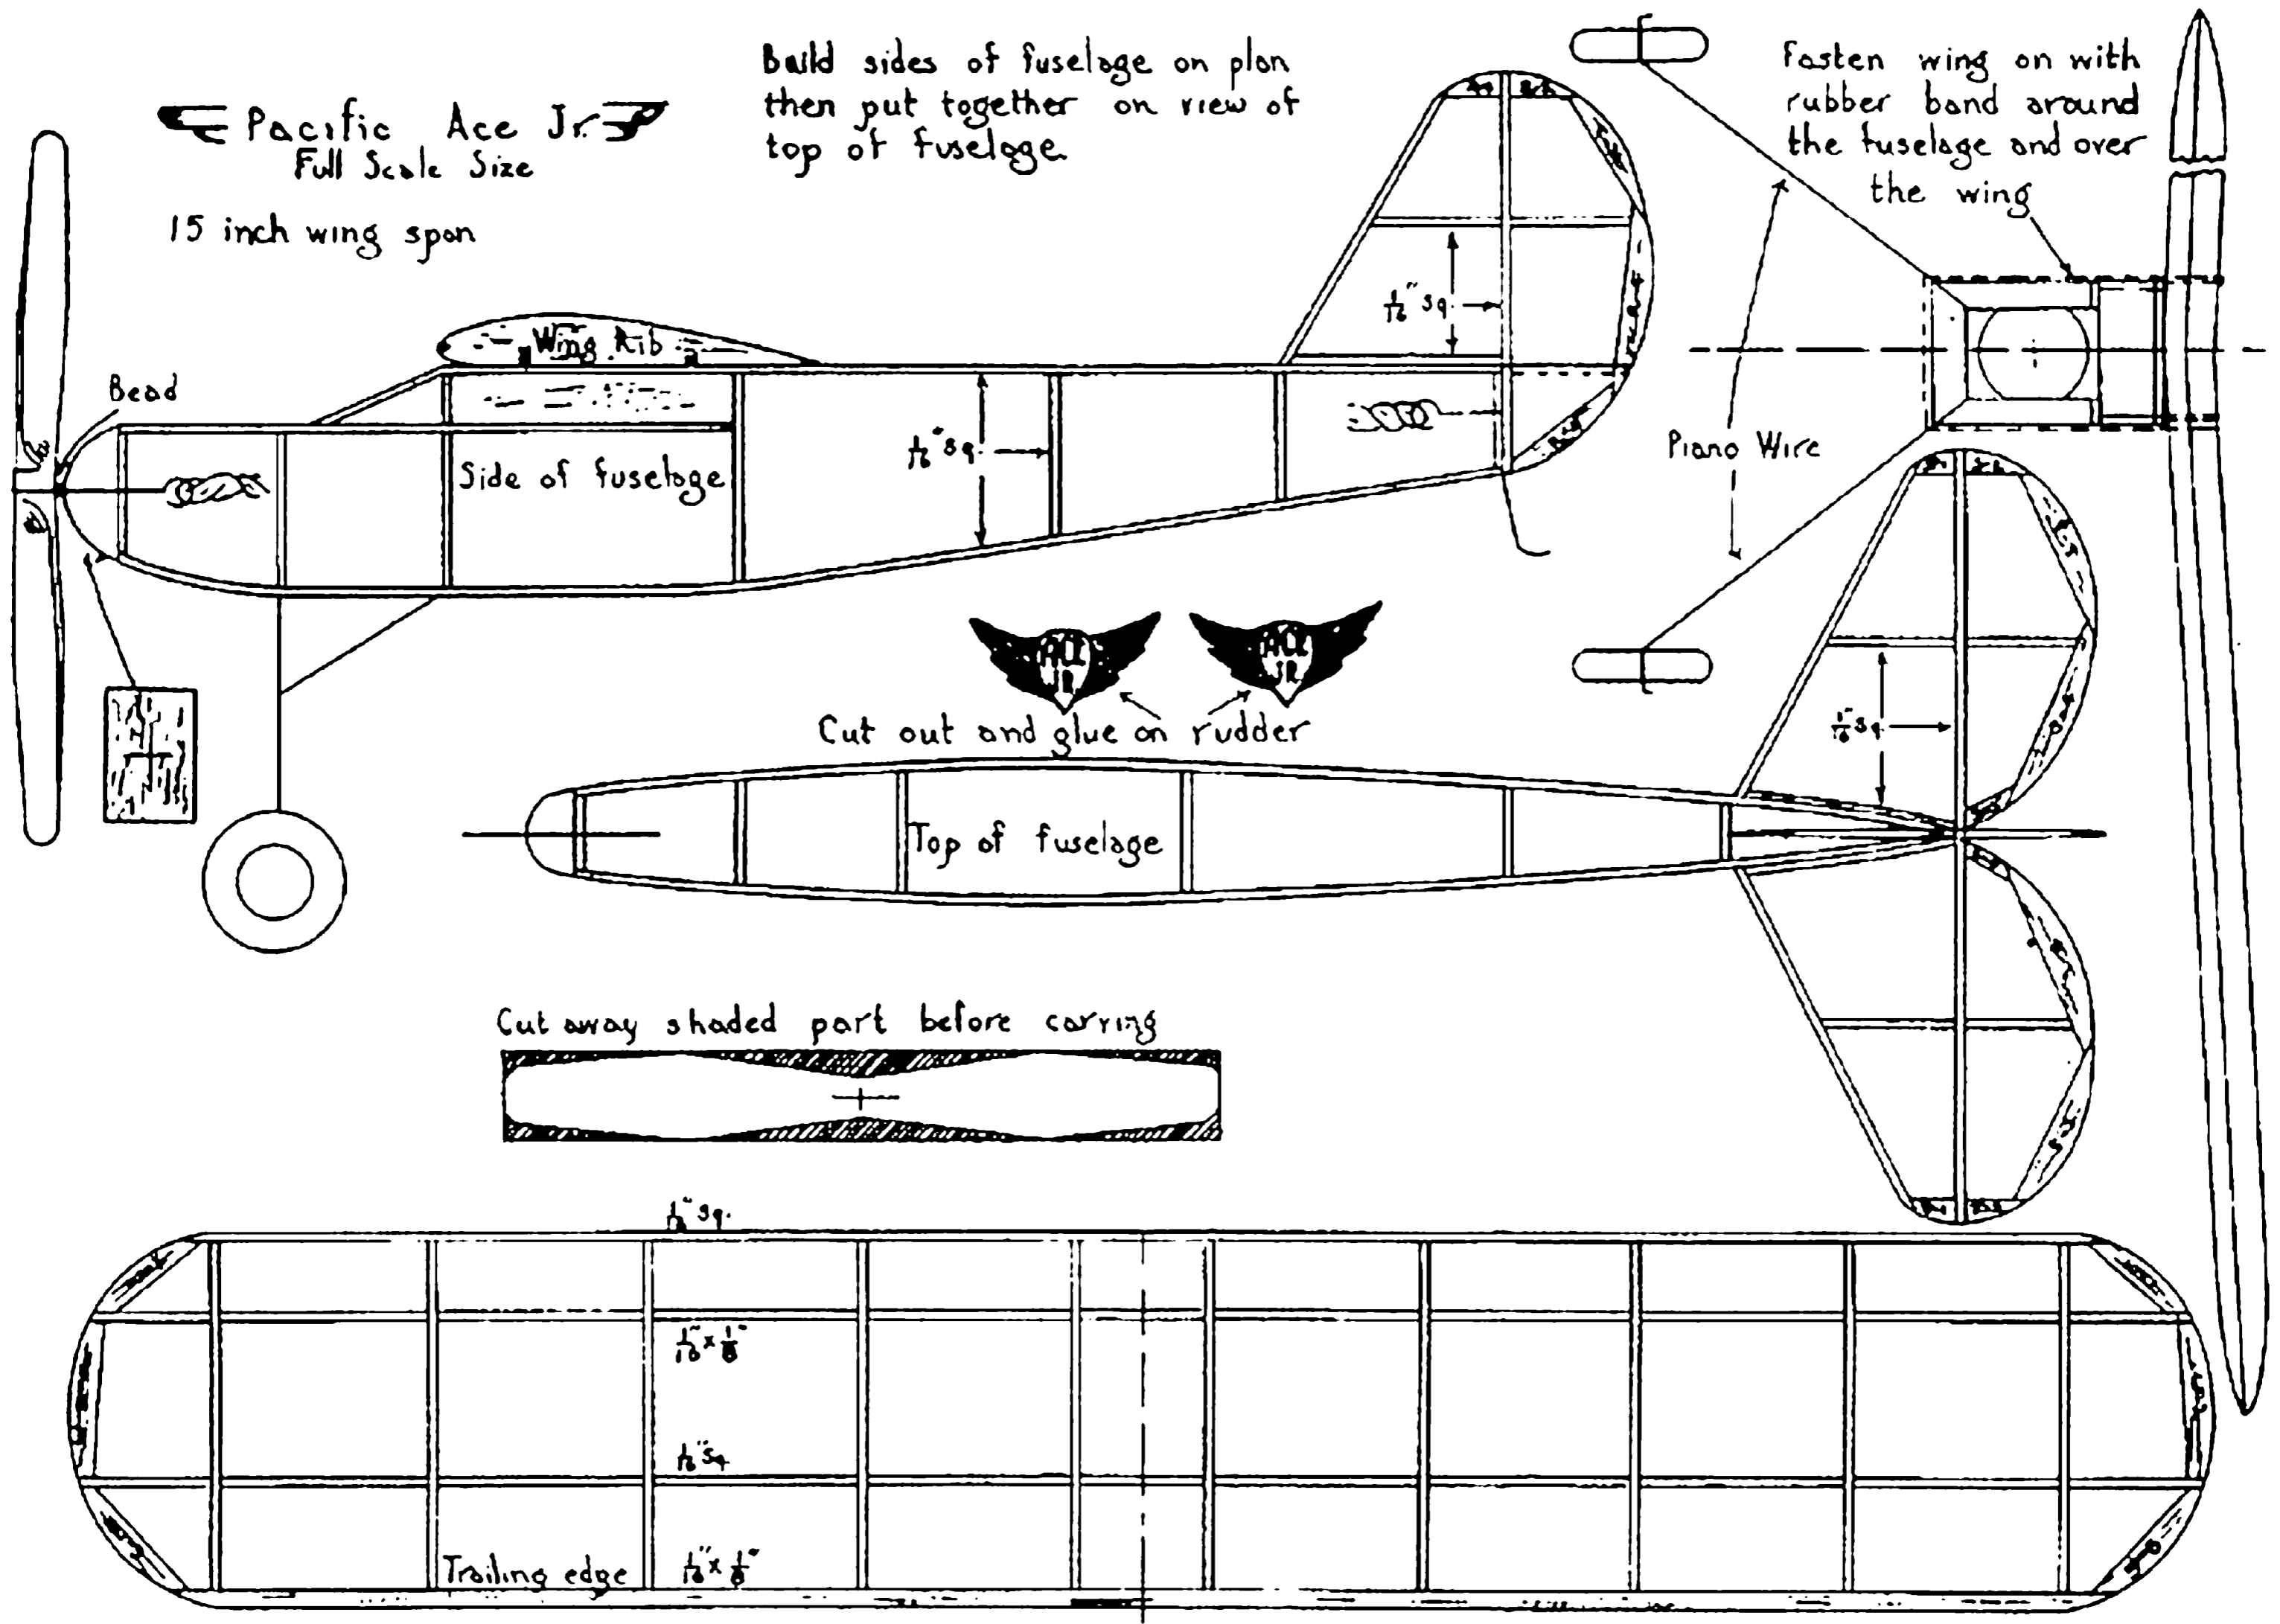 Pacific Ace Jr.
Full Scale Size
15 inch wing span
Build sides of fuselage on plan
then put together on view of
top of fuselage.
Fasten wing on with
rubber band around
the fuselage and over
the wing
Bead
Wing Rib
1/16" sq.
1/16" sq.
Side of fuselage
Piano Wire
ACE
JR
ACE
JR
Cut out and glue on rudder
1/16" sq.
Top of fuselage
Cut away shaded part before carving
1/16" sq.
1/16" x 1/8"
1/16" sq
Trailing edge
1/16" x 1/8"